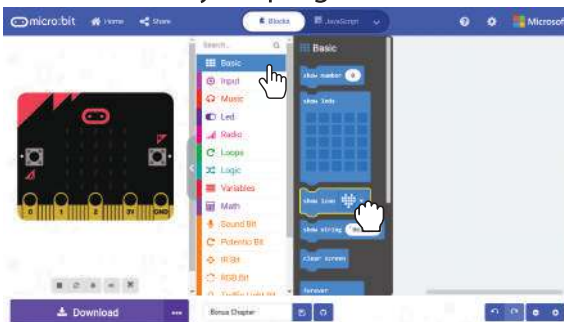 micro:bit Home Share Blocks JavaScript Microsof
Search...
Basic
Input
Music
Led
Radio
Loops
Logic
Variables
Math
Sound Bit
Potentio Bit
IR Bit
RGB Bit
Traffic Light Bit
Basic
show number 0
show leds
show icon
show string
clear screen
forever
0 1 2 3V GND
Download
Bonus Chapter